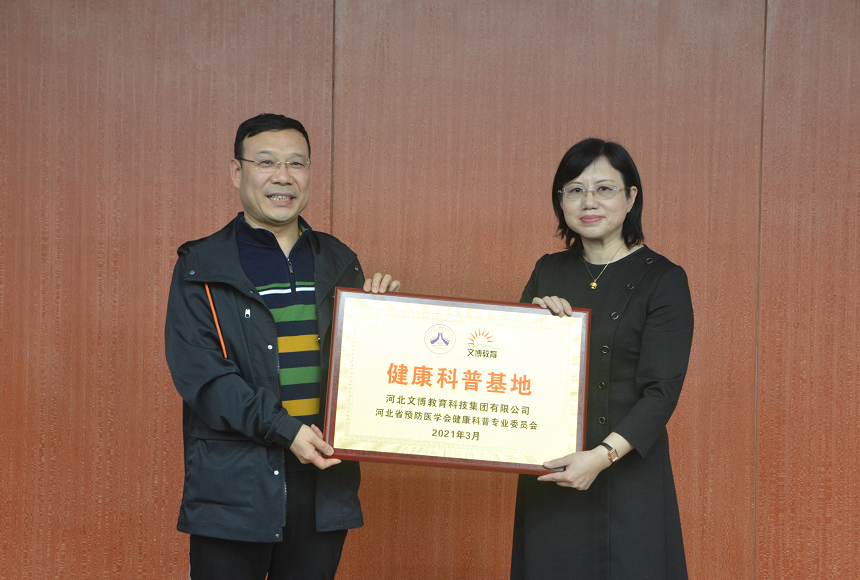 文博教育
健康科普基地
河北文博教育科技集团有限公司
河北省预防医学会健康科普专业委员会
2021年3月